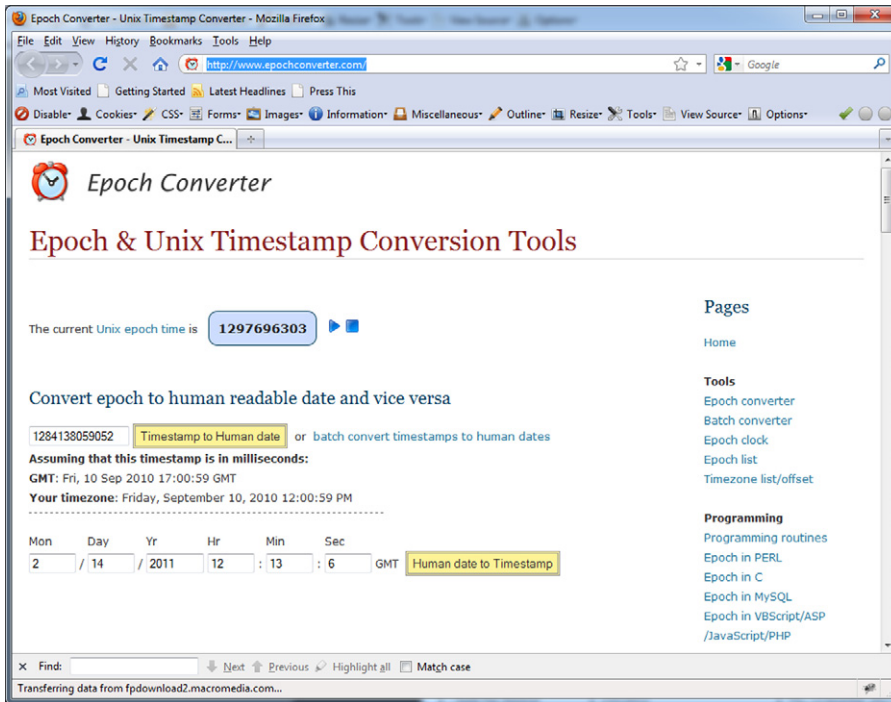 Epoch Converter - Unix Timestamp Converter - Mozilla Firefox
File Edit View History Bookmarks Tools Help
http://www.epochconverter.com/
Google
Most Visited Getting Started Latest Headlines Press This
Disable Cookies CSS Forms Images Information Miscellaneous Outline Resize Tools View Source Options
Epoch Converter - Unix Timestamp C...
Epoch Converter
Epoch & Unix Timestamp Conversion Tools
The current Unix epoch time is 1297696303
Convert epoch to human readable date and vice versa
1284138059052 Timestamp to Human date or batch convert timestamps to human dates
Assuming that this timestamp is in milliseconds:
GMT: Fri, 10 Sep 2010 17:00:59 GMT
Your timezone: Friday, September 10, 2010 12:00:59 PM
Mon Day Yr Hr Min Sec
2 / 14 / 2011 12 : 13 : 6 GMT Human date to Timestamp
Pages
Home
Tools
Epoch converter
Batch converter
Epoch clock
Epoch list
Timezone list/offset
Programming
Programming routines
Epoch in PERL
Epoch in C
Epoch in MySQL
Epoch in VBScript/ASP
/JavaScript/PHP
x Find: Next Previous Highlight all Match case
Transferring data from fpdownload2.macromedia.com...